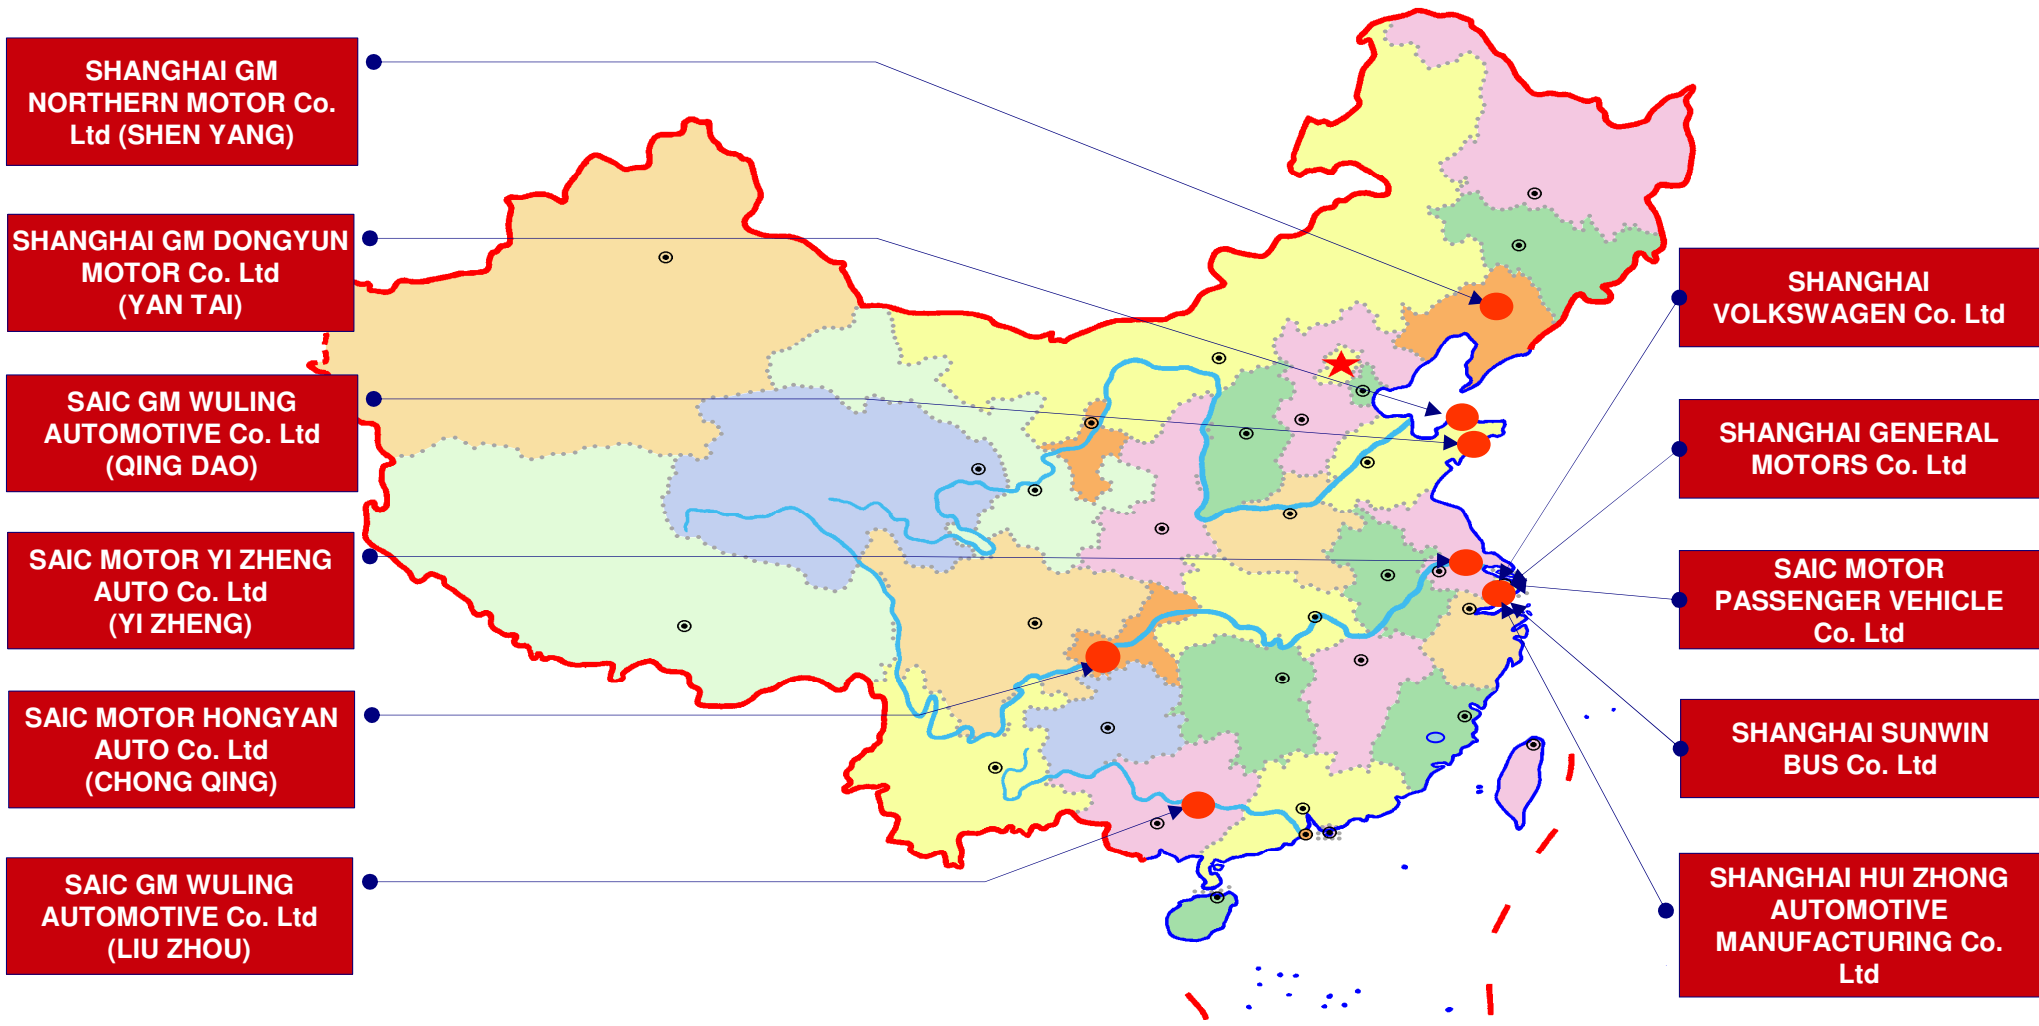 SHANGHAI GM
NORTHERN MOTOR Co.
Ltd (SHEN YANG)
SHANGHAI GM DONGYUN
MOTOR Co. Ltd
(YAN TAI)
SAIC GM WULING
AUTOMOTIVE Co. Ltd
(QING DAO)
SAIC MOTOR YI ZHENG
AUTO Co. Ltd
(YI ZHENG)
SAIC MOTOR HONGYAN
AUTO Co. Ltd
(CHONG QING)
SAIC GM WULING
AUTOMOTIVE Co. Ltd
(LIU ZHOU)
SHANGHAI
VOLKSWAGEN Co. Ltd
SHANGHAI GENERAL
MOTORS Co. Ltd
SAIC MOTOR
PASSENGER VEHICLE
Co. Ltd
SHANGHAI SUNWIN
BUS Co. Ltd
SHANGHAI HUI ZHONG
AUTOMOTIVE
MANUFACTURING Co.
Ltd